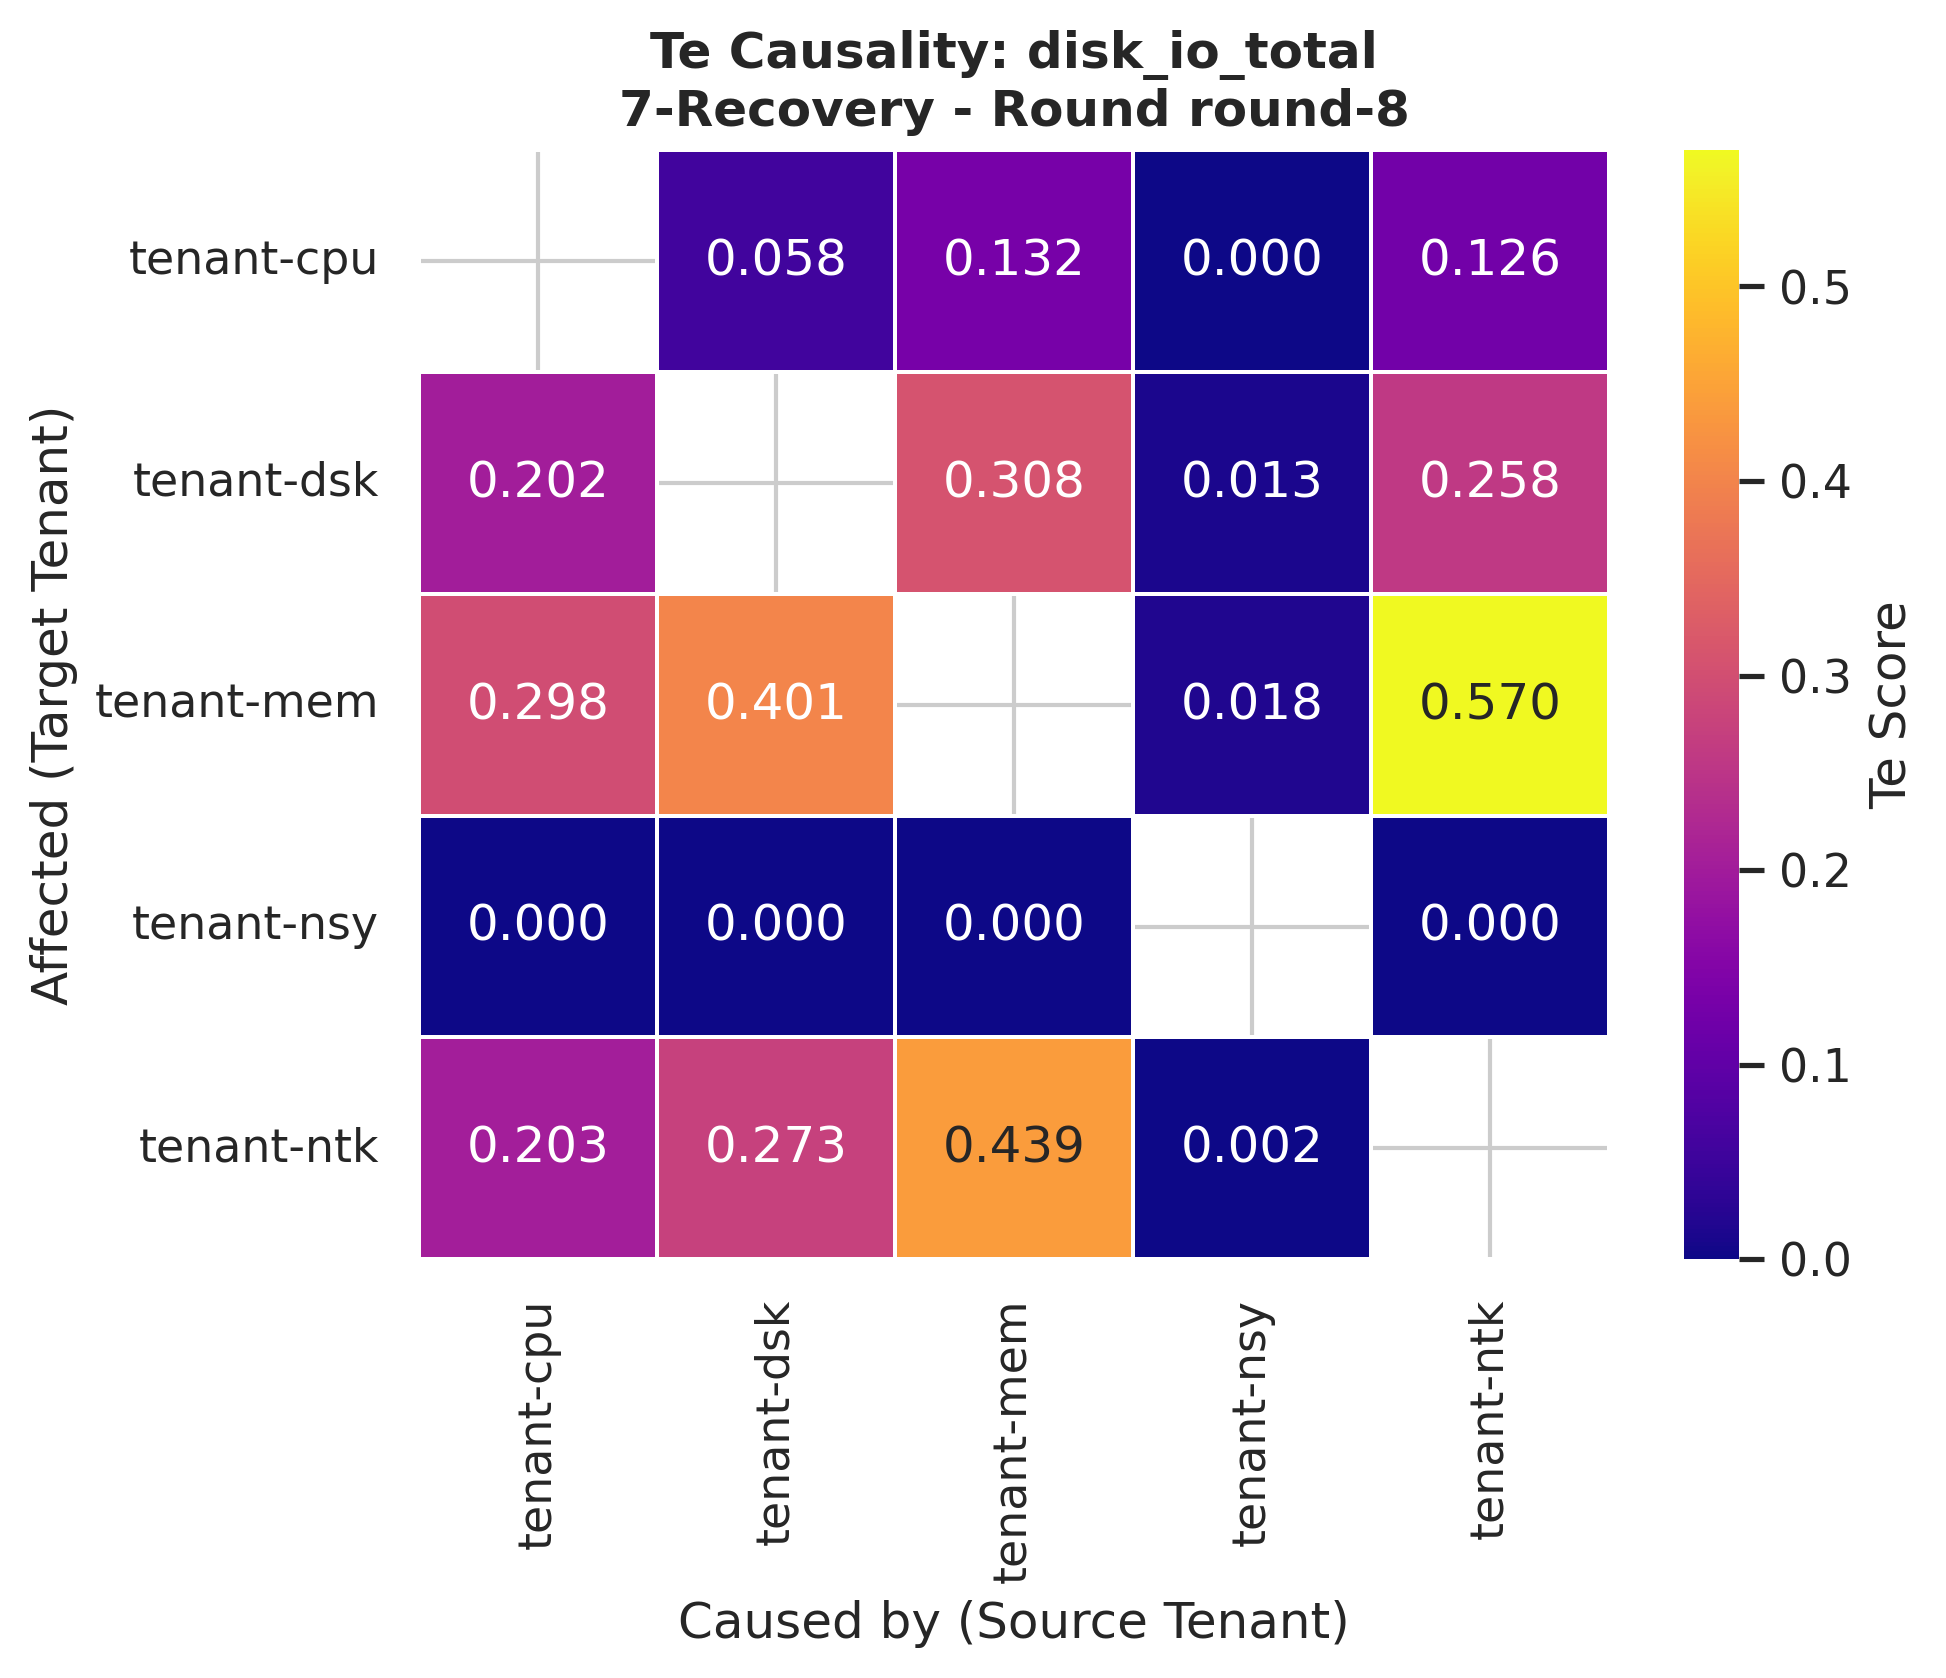 Te Causality: disk_io_total
7-Recovery - Round round-8
tenant-cpu 0.058 0.132 0.000 0.126
tenant-dsk 0.202 0.308 0.013 0.258
tenant-mem 0.298 0.401 0.018 0.570
tenant-nsy 0.000 0.000 0.000 0.000
tenant-ntk 0.203 0.273 0.439 0.002
Affected (Target Tenant)
tenant-cpu tenant-dsk tenant-mem tenant-nsy tenant-ntk
Caused by (Source Tenant)
0.5
0.4
0.3
0.2
0.1
0.0
Te Score